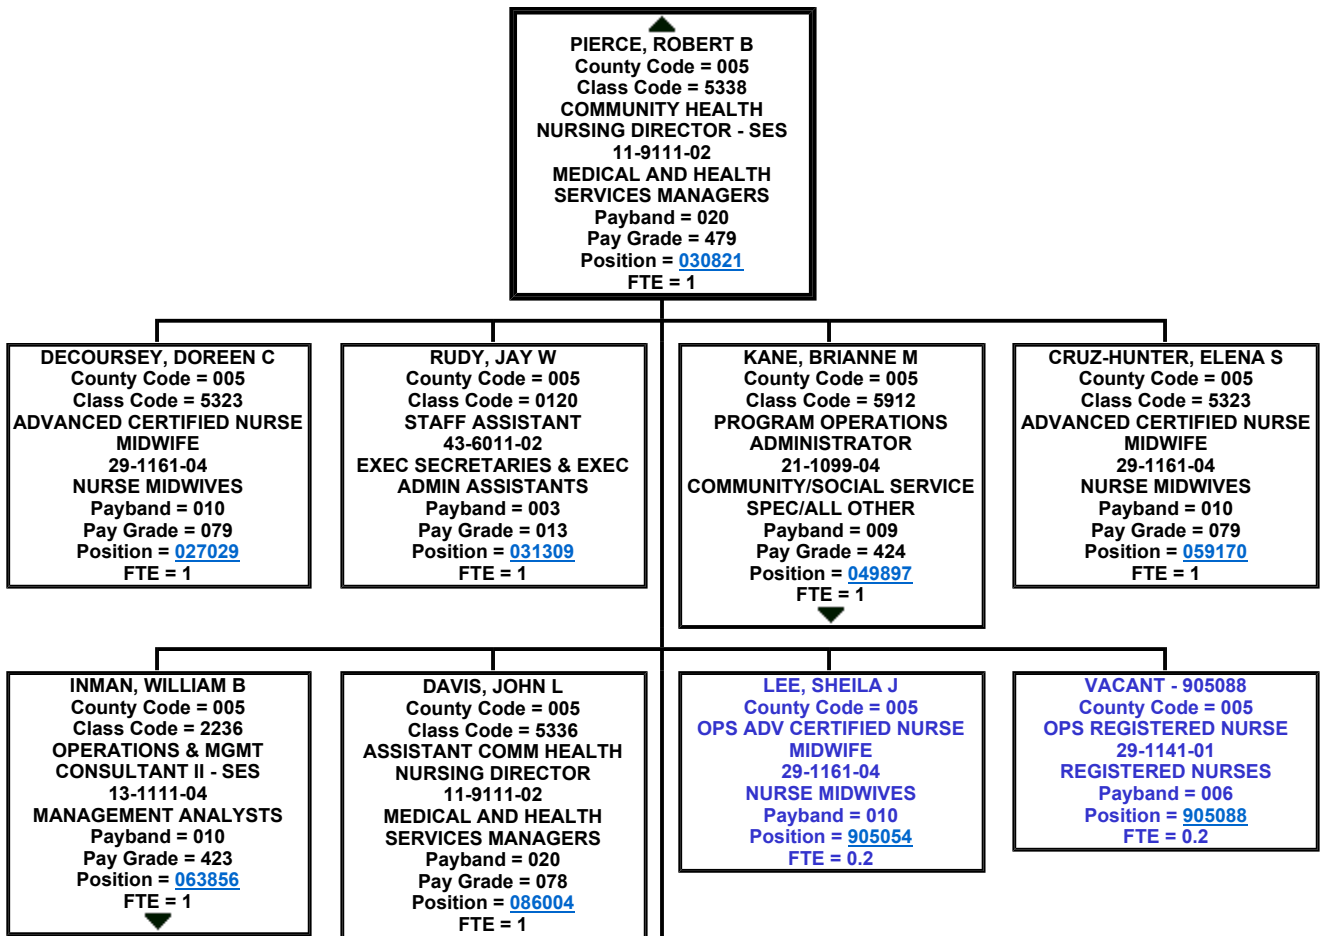 PIERCE, ROBERT B
County Code = 005
Class Code = 5338
COMMUNITY HEALTH
NURSING DIRECTOR - SES
11-9111-02
MEDICAL AND HEALTH
SERVICES MANAGERS
Payband = 020
Pay Grade = 479
Position = 030821
FTE = 1
DECOURSEY, DOREEN C
County Code = 005
Class Code = 5323
ADVANCED CERTIFIED NURSE
MIDWIFE
29-1161-04
NURSE MIDWIVES
Payband = 010
Pay Grade = 079
Position = 027029
FTE = 1
RUDY, JAY W
County Code = 005
Class Code = 0120
STAFF ASSISTANT
43-6011-02
EXEC SECRETARIES & EXEC
ADMIN ASSISTANTS
Payband = 003
Pay Grade = 013
Position = 031309
FTE = 1
KANE, BRIANNE M
County Code = 005
Class Code = 5912
PROGRAM OPERATIONS
ADMINISTRATOR
21-1099-04
COMMUNITY/SOCIAL SERVICE
SPEC/ALL OTHER
Payband = 009
Pay Grade = 424
Position = 049897
FTE = 1
CRUZ-HUNTER, ELENA S
County Code = 005
Class Code = 5323
ADVANCED CERTIFIED NURSE
MIDWIFE
29-1161-04
NURSE MIDWIVES
Payband = 010
Pay Grade = 079
Position = 059170
FTE = 1
INMAN, WILLIAM B
County Code = 005
Class Code = 2236
OPERATIONS & MGMT
CONSULTANT II - SES
13-1111-04
MANAGEMENT ANALYSTS
Payband = 010
Pay Grade = 423
Position = 063856
FTE = 1
DAVIS, JOHN L
County Code = 005
Class Code = 5336
ASSISTANT COMM HEALTH
NURSING DIRECTOR
11-9111-02
MEDICAL AND HEALTH
SERVICES MANAGERS
Payband = 020
Pay Grade = 078
Position = 086004
FTE = 1
LEE, SHEILA J
County Code = 005
OPS ADV CERTIFIED NURSE
MIDWIFE
29-1161-04
NURSE MIDWIVES
Payband = 010
Position = 905054
FTE = 0.2
VACANT - 905088
County Code = 005
OPS REGISTERED NURSE
29-1141-01
REGISTERED NURSES
Payband = 006
Position = 905088
FTE = 0.2